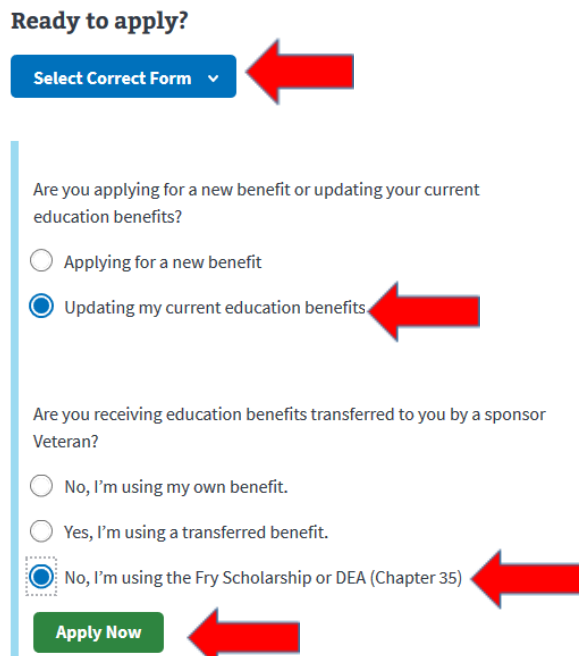 Ready to apply?
Select Correct Form
Are you applying for a new benefit or updating your current
education benefits?
Applying for a new benefit
Updating my current education benefits
Are you receiving education benefits transferred to you by a sponsor
Veteran?
No, I'm using my own benefit.
Yes, I'm using a transferred benefit.
No, I'm using the Fry Scholarship or DEA (Chapter 35)
Apply Now